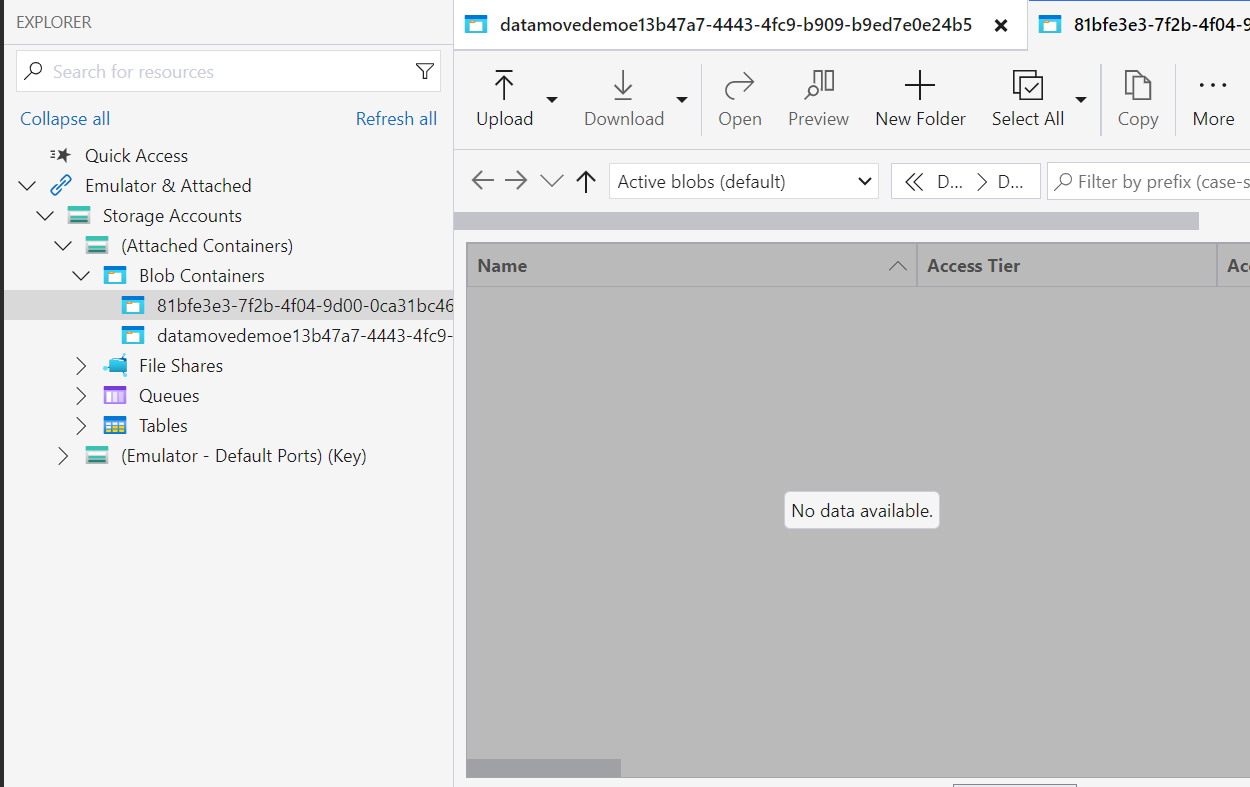 EXPLORER
Search for resources
Collapse all
Refresh all
Quick Access
Emulator & Attached
Storage Accounts
(Attached Containers)
Blob Containers
81bfe3e3-7f2b-4f04-9d00-0ca31bc46
datamovedemoe13b47a7-4443-4fc9-
File Shares
Queues
Tables
(Emulator - Default Ports) (Key)
datamovedemoe13b47a7-4443-4fc9-b909-b9ed7e0e24b5
81bfe3e3-7f2b-4f04-9
Upload
Download
Open
Preview
New Folder
Select All
Copy
More
Active blobs (default)
D...
D...
Filter by prefix (case-s
Name
Access Tier
Acc
No data available.